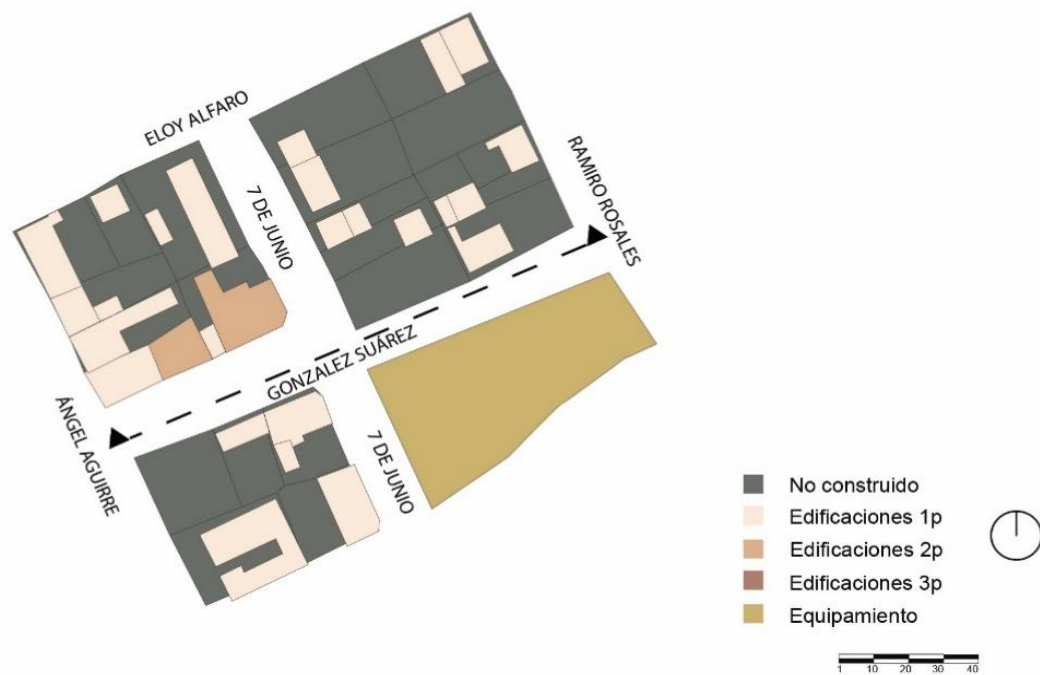 ELOY ALFARO
7 DE JUNIO
RAMIRO ROSALES
GONZALEZ SUÁREZ
ÁNGEL AGUIRRE
7 DE JUNIO
No construido
Edificaciones 1p
Edificaciones 2p
Edificaciones 3p
Equipamiento
1 10 20 30 40